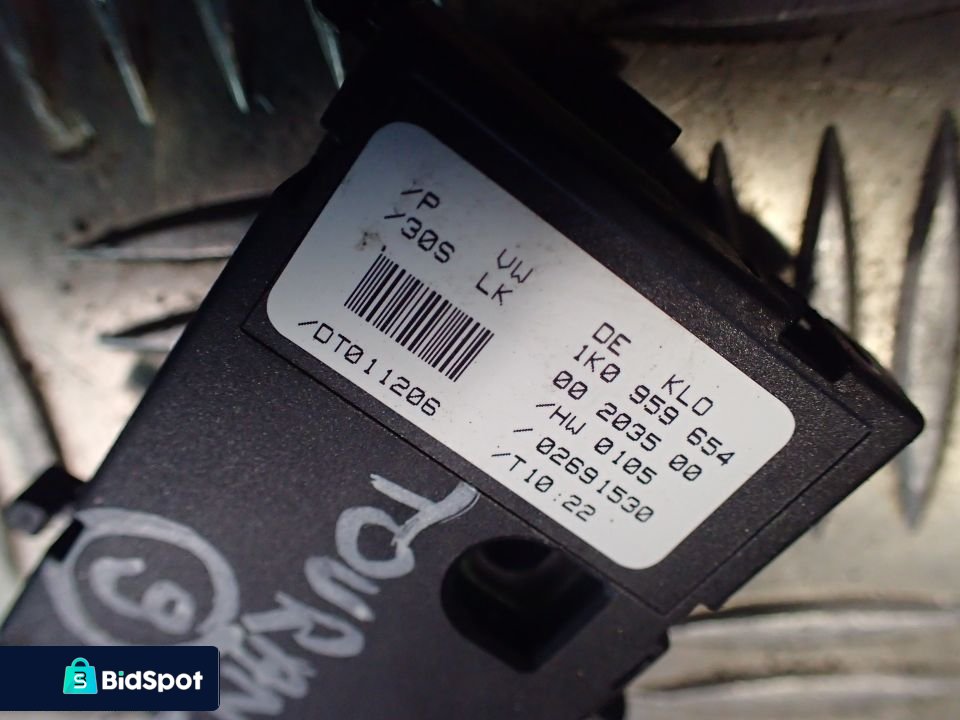 /P VW DE KLO
/30S LK 1K0 959 654
00 2035 00
/HW 0105
/02691530
/DT011206 /T10:22
TOURAN
BidSpot